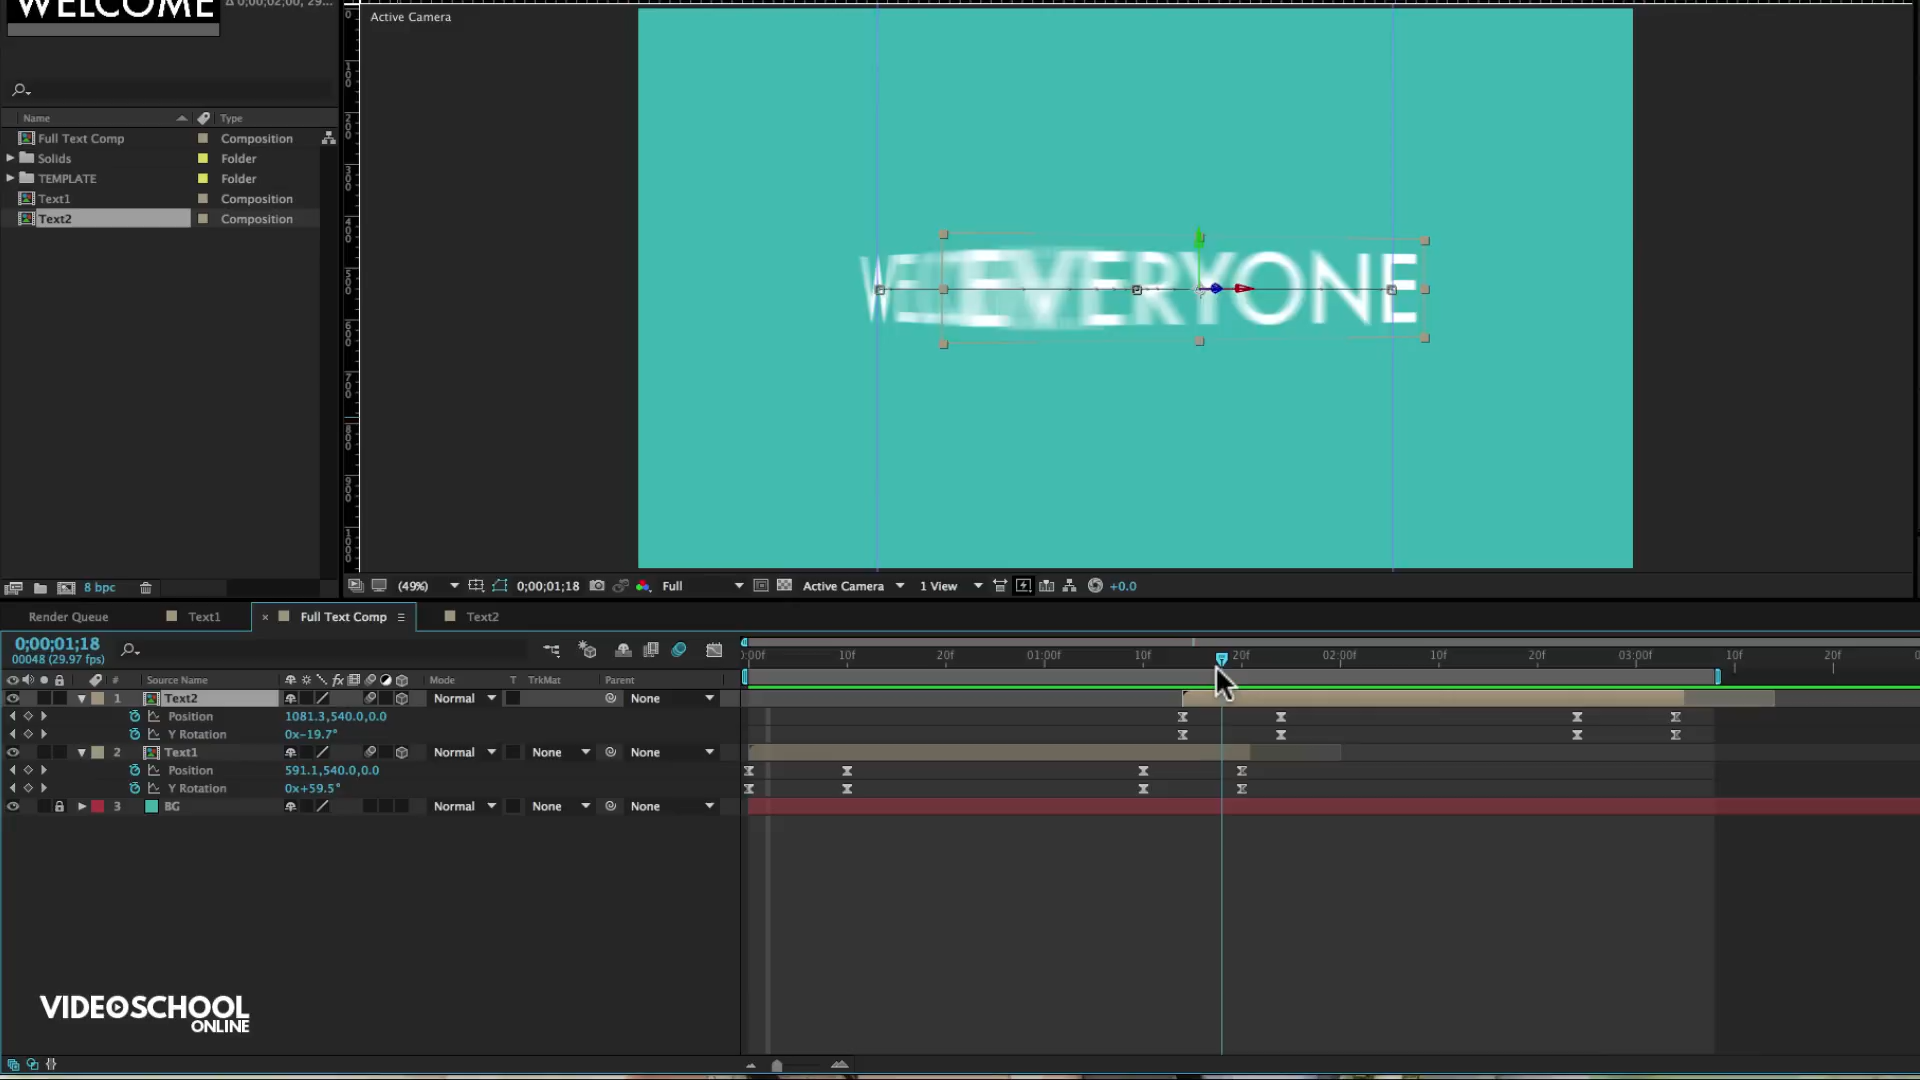 WELCOME
Δ 0;00;02;00, 29...
Active Camera
Name Type
Full Text Comp Composition
Solids Folder
TEMPLATE Folder
Text1 Composition
Text2 Composition
8 bpc
EVERYONE
(49%) 0;00;01;18 Full Active Camera 1 View +0.0
Render Queue Text1 × Full Text Comp Text2
0;00;01;18
00048 (29.97 fps)
:00f 10f 20f 01:00f 10f 20f 02:00f 10f 20f 03:00f 10f 20f
# Source Name fx Mode T TrkMat Parent
1 Text2 Normal None
Position 1081.3,540.0,0.0
Y Rotation 0x-19.7°
2 Text1 Normal None None
Position 591.1,540.0,0.0
Y Rotation 0x+59.5°
3 BG Normal None None
VIDEOSCHOOL
ONLINE